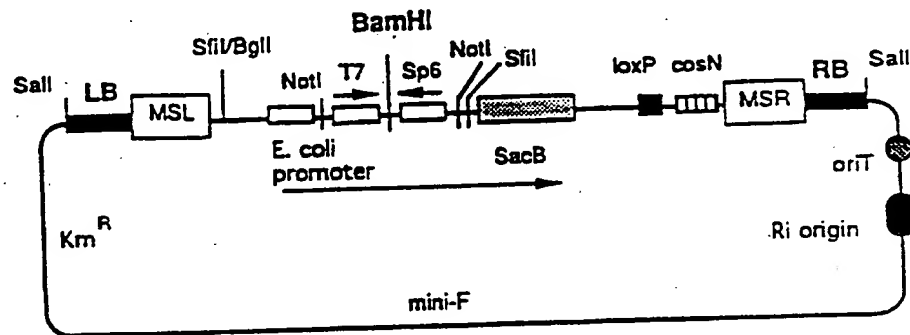 BamHI
SfiI/BglI
NotI T7 Sp6 NotI SfiI
SalI LB MSL loxP cosN MSR RB SalI
E. coli
promoter
SacB
oriT
Km R
Ri origin
mini-F